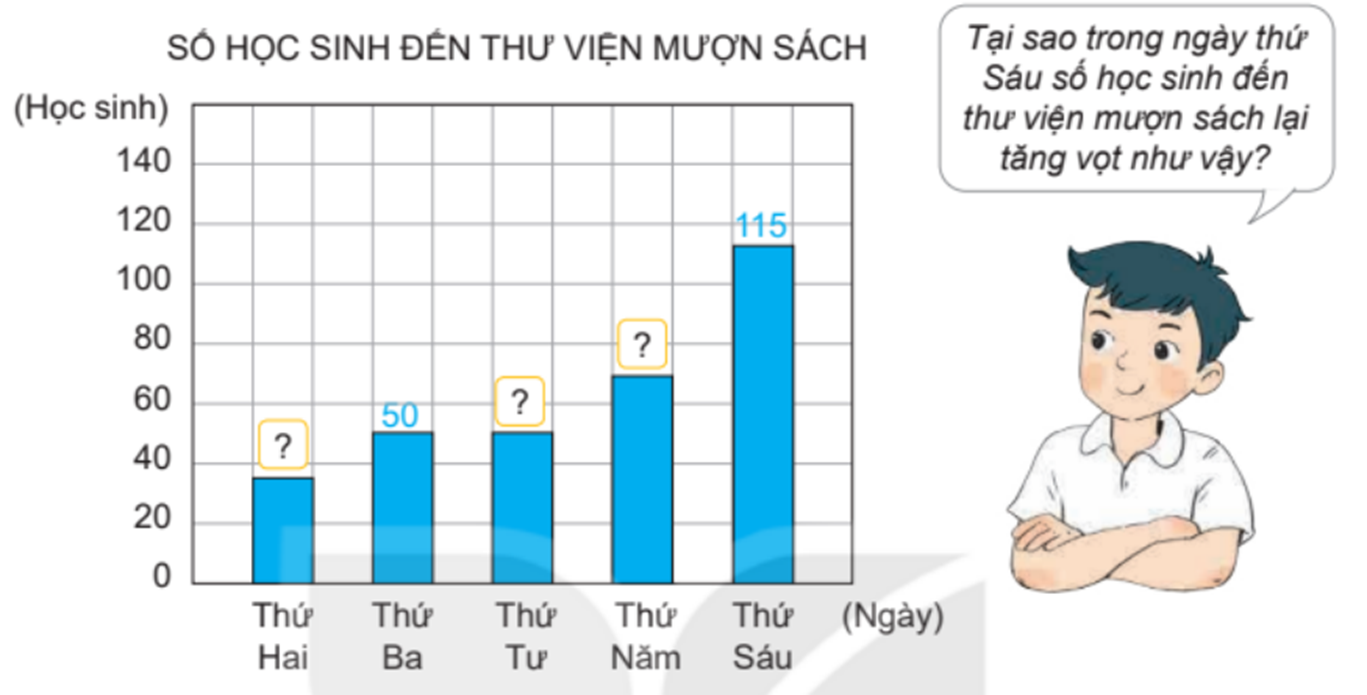 SỐ HỌC SINH ĐẾN THƯ VIỆN MƯỢN SÁCH
(Học sinh)
140
120
100
80
60
40
20
0
?
50
?
?
115
Thứ Hai
Thứ Ba
Thứ Tư
Thứ Năm
Thứ Sáu
(Ngày)
Tại sao trong ngày thứ
Sáu số học sinh đến
thư viện mượn sách lại
tăng vọt như vậy?